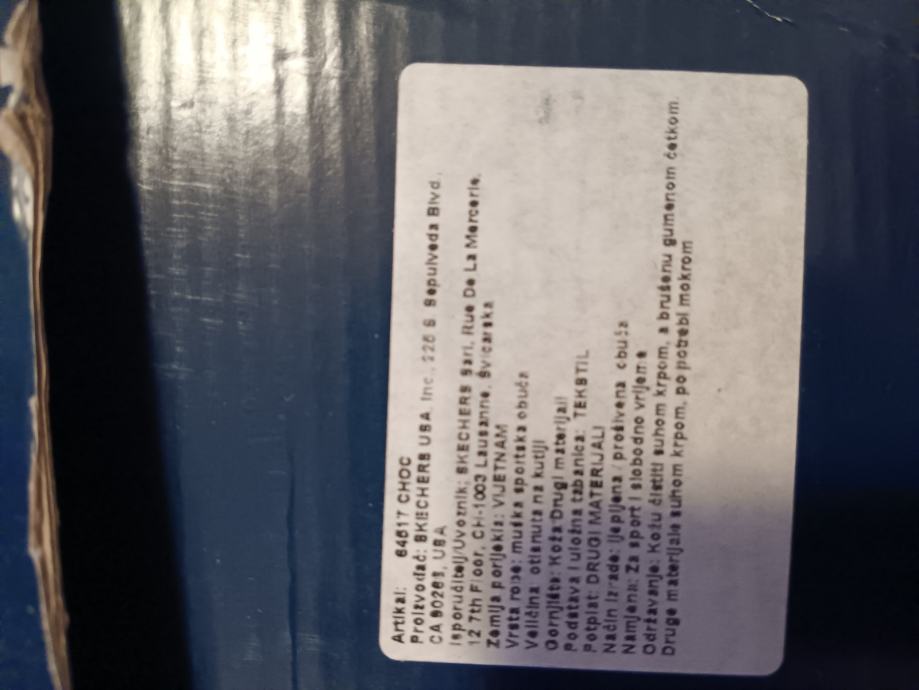 Artikal: 64517 CHOC
Proizvođač: SKECHERS USA Inc., 228 S Sepulveda Blvd.,
CA 90266, USA
Isporučitelj/Uvoznik: SKECHERS Sarl, Rue De La Mercerie,
12 7th Floor, CH-1003 Lausanne, Švicarska
Zemlja porijekla: VIJETNAM
Vrsta robe: muška sportska obuća
Veličina: otisnuta na kutiji
Gornjište: Koža Drugi materijali
Podstava i uložna tabanica: TEKSTIL
Potplat: DRUGI MATERIJALI
Način izrade: ljepljena / prošivena obuća
Namjena: Za sport i slobodno vrijeme
Održavanje: Kožu čistiti suhom krpom, a brušenu gumenom četkom.
Druge materijale suhom krpom, po potrebi mokrom